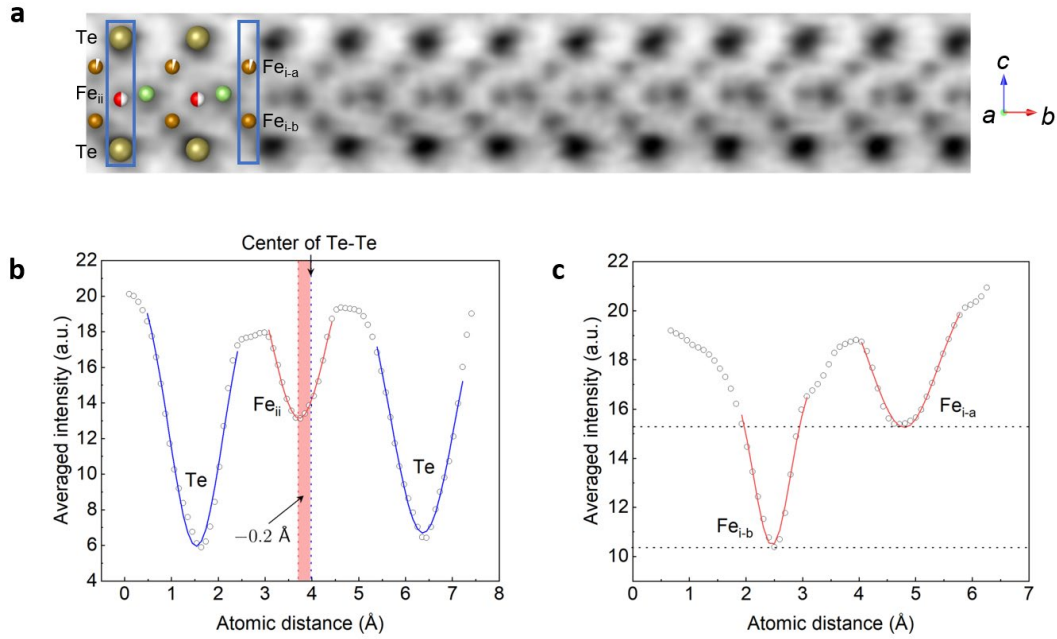 a
Te
Fe_i-a
Fe_ii
Fe_i-b
Te
c
a
b
b
Center of Te-Te
22
20
18
16
14
12
10
8
6
4
Averaged intensity (a.u.)
Te
Fe_ii
Te
−0.2 Å
0 1 2 3 4 5 6 7 8
Atomic distance (Å)
c
22
20
18
16
14
12
10
Averaged intensity (a.u.)
Fe_i-a
Fe_i-b
0 1 2 3 4 5 6 7
Atomic distance (Å)